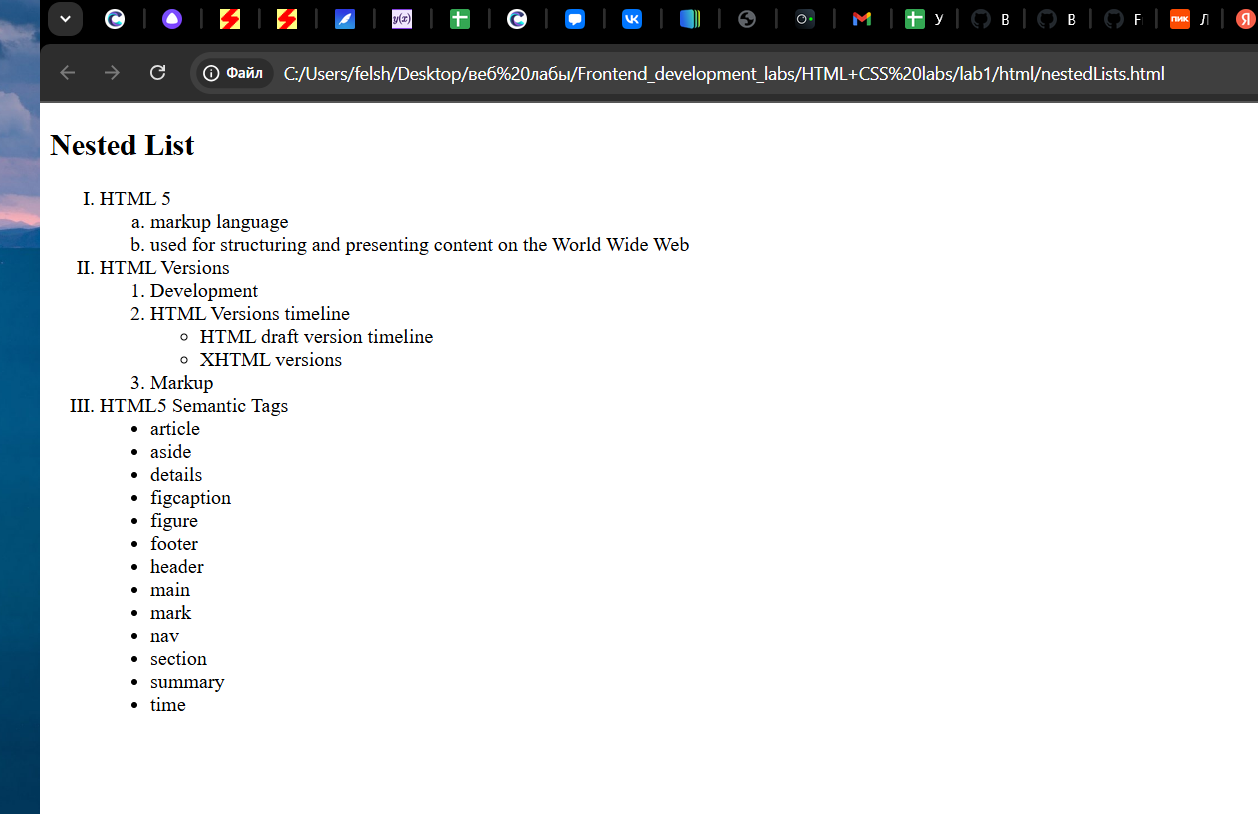 y(x)
У
В
В
F
пик
Л
Я
Файл
C:/Users/felsh/Desktop/веб%20лабы/Frontend_development_labs/HTML+CSS%20labs/lab1/html/nestedLists.html
Nested List
I. HTML 5
a. markup language
b. used for structuring and presenting content on the World Wide Web
II. HTML Versions
1. Development
2. HTML Versions timeline
HTML draft version timeline
XHTML versions
3. Markup
III. HTML5 Semantic Tags
article
aside
details
figcaption
figure
footer
header
main
mark
nav
section
summary
time